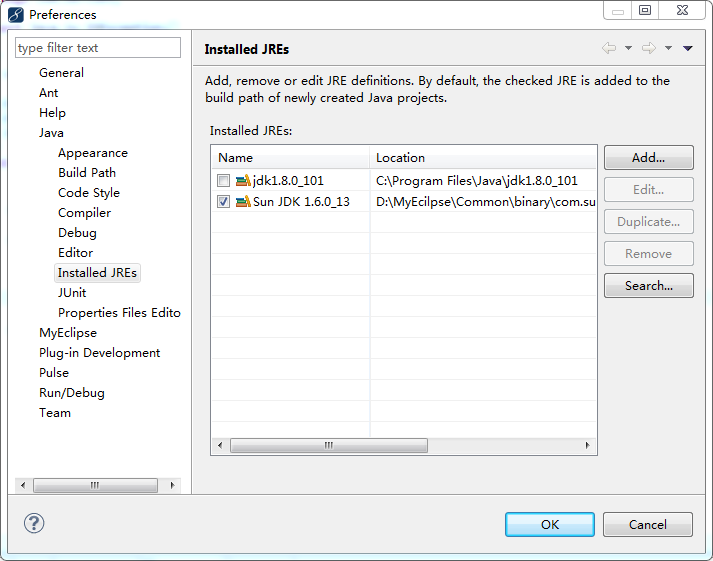 Preferences
type filter text
General
Ant
Help
Java
Appearance
Build Path
Code Style
Compiler
Debug
Editor
Installed JREs
JUnit
Properties Files Edito
MyEclipse
Plug-in Development
Pulse
Run/Debug
Team
Installed JREs
Add, remove or edit JRE definitions. By default, the checked JRE is added to the
build path of newly created Java projects.
Installed JREs:
Name Location
jdk1.8.0_101 C:\Program Files\Java\jdk1.8.0_101
Sun JDK 1.6.0_13 D:\MyEcilpse\Common\binary\com.su
Add...
Edit...
Duplicate...
Remove
Search...
?
OK Cancel